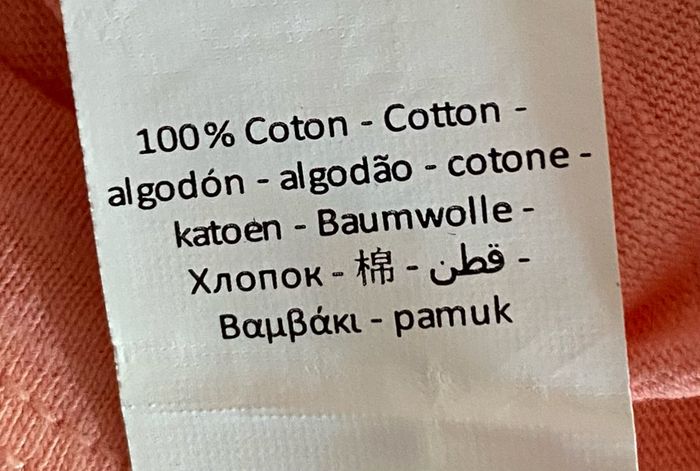 100% Coton - Cotton -
algodón - algodão - cotone -
katoen - Baumwolle -
Хлопок - 棉 - قطن -
Βαμβάκι - pamuk